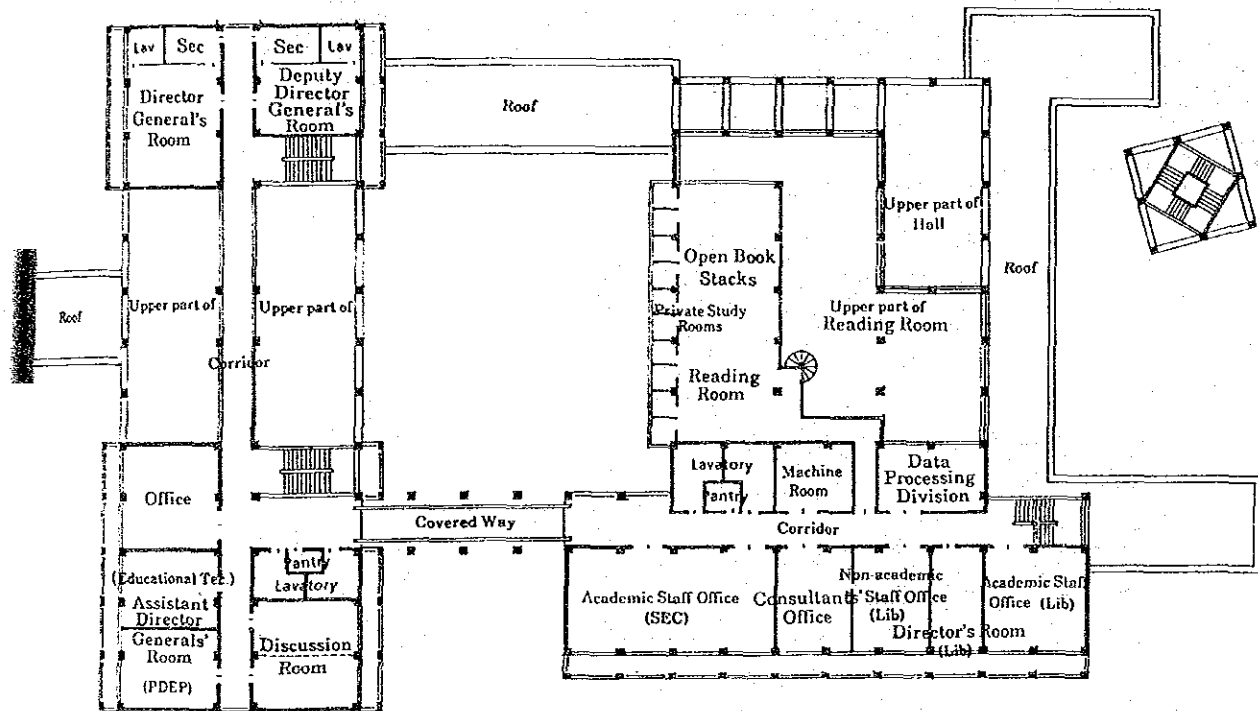 Lav
Sec
Sec
Lav
Director
General's
Room
Deputy
Director
General's
Room
Roof
Upper part of
Hall
Open Book
Stacks
Roof
Roof
Upper part of
Upper part of
Private Study
Rooms
Upper part of
Reading Room
Corridor
Reading
Room
Office
Lavatory
Pantry
Machine
Room
Data
Processing
Division
Covered Way
Corridor
Pantry
Lavatory
(Educational Tec.)
Assistant
Director
Generals'
Room
(PDEP)
Discussion
Room
Academic Staff Office
(SEC)
Consultants'
Office
Non-academic
Staff Office
(Lib)
Director's Room
(Lib)
Academic Staff
Office (Lib)